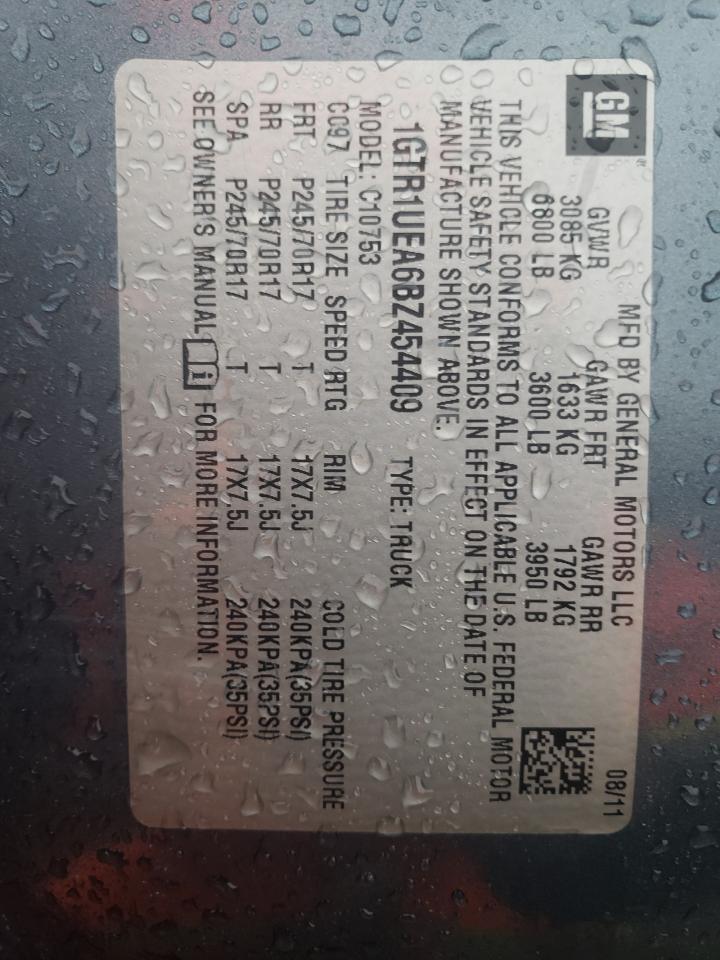 GM
MFD BY GENERAL MOTORS LLC 08/11
GVWR GAWR FRT GAWR RR
3085 KG 1633 KG 1792 KG
6800 LB 3600 LB 3950 LB
THIS VEHICLE CONFORMS TO ALL APPLICABLE U.S. FEDERAL MOTOR
VEHICLE SAFETY STANDARDS IN EFFECT ON THE DATE OF
MANUFACTURE SHOWN ABOVE.
1GTR1UEA6BZ454409 TYPE: TRUCK
MODEL: C10753
C097 TIRE SIZE SPEED RTG RIM COLD TIRE PRESSURE
FRT P245/70R17 T 17X7.5J 240KPA(35PSI)
RR P245/70R17 T 17X7.5J 240KPA(35PSI)
SPA P245/70R17 T 17X7.5J 240KPA(35PSI)
SEE OWNER'S MANUAL i FOR MORE INFORMATION.